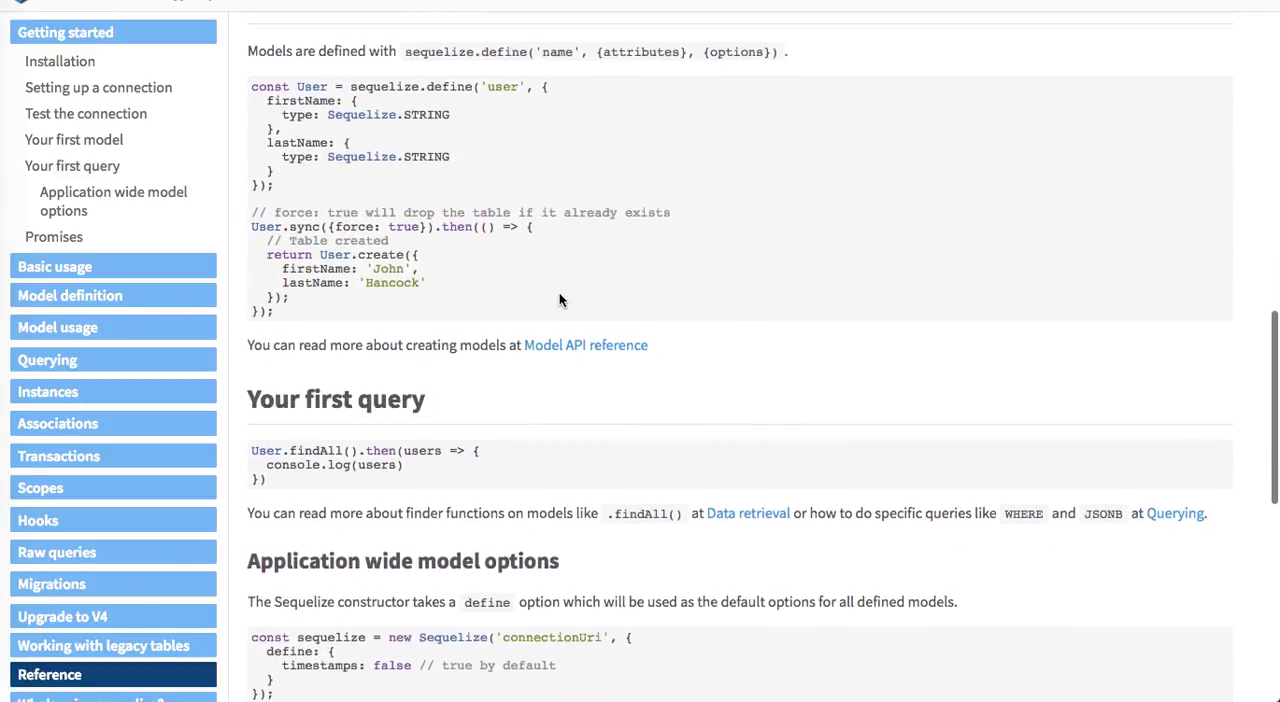 Getting started
Installation
Setting up a connection
Test the connection
Your first model
Your first query
Application wide model
options
Promises
Basic usage
Model definition
Model usage
Querying
Instances
Associations
Transactions
Scopes
Hooks
Raw queries
Migrations
Upgrade to V4
Working with legacy tables
Reference
Models are defined with sequelize.define('name', {attributes}, {options}) .
const User = sequelize.define('user', {
  firstName: {
    type: Sequelize.STRING
  },
  lastName: {
    type: Sequelize.STRING
  }
});
// force: true will drop the table if it already exists
User.sync({force: true}).then(() => {
  // Table created
  return User.create({
    firstName: 'John',
    lastName: 'Hancock'
  });
});
You can read more about creating models at Model API reference
Your first query
User.findAll().then(users => {
  console.log(users)
})
You can read more about finder functions on models like .findAll() at Data retrieval or how to do specific queries like WHERE and JSONB at Querying.
Application wide model options
The Sequelize constructor takes a define option which will be used as the default options for all defined models.
const sequelize = new Sequelize('connectionUri', {
  define: {
    timestamps: false // true by default
  }
});